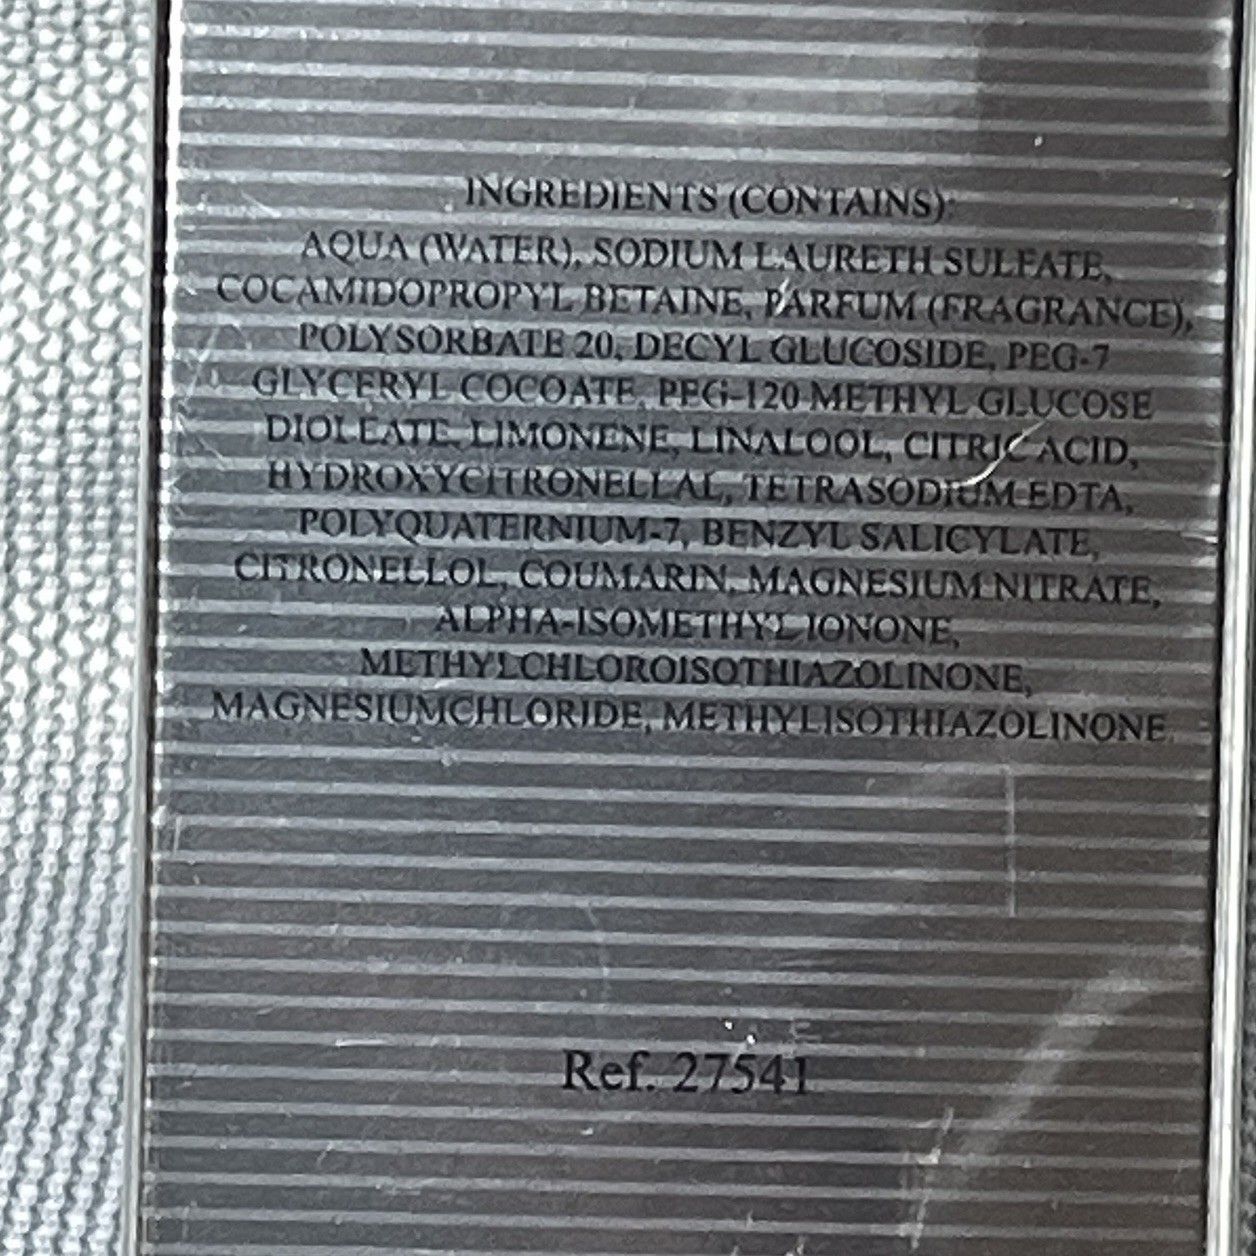 INGREDIENTS (CONTAINS):
AQUA (WATER), SODIUM LAURETH SULFATE,
COCAMIDOPROPYL BETAINE, PARFUM (FRAGRANCE),
POLYSORBATE 20, DECYL GLUCOSIDE, PEG-7
GLYCERYL COCOATE, PEG-120 METHYL GLUCOSE
DIOLEATE, LIMONENE, LINALOOL, CITRIC ACID,
HYDROXYCITRONELLAL, TETRASODIUM EDTA,
POLYQUATERNIUM-7, BENZYL SALICYLATE,
CITRONELLOL, COUMARIN, MAGNESIUM NITRATE,
ALPHA-ISOMETHYL IONONE,
METHYLCHLOROISOTHIAZOLINONE,
MAGNESIUMCHLORIDE, METHYLISOTHIAZOLINONE.
Ref. 27541